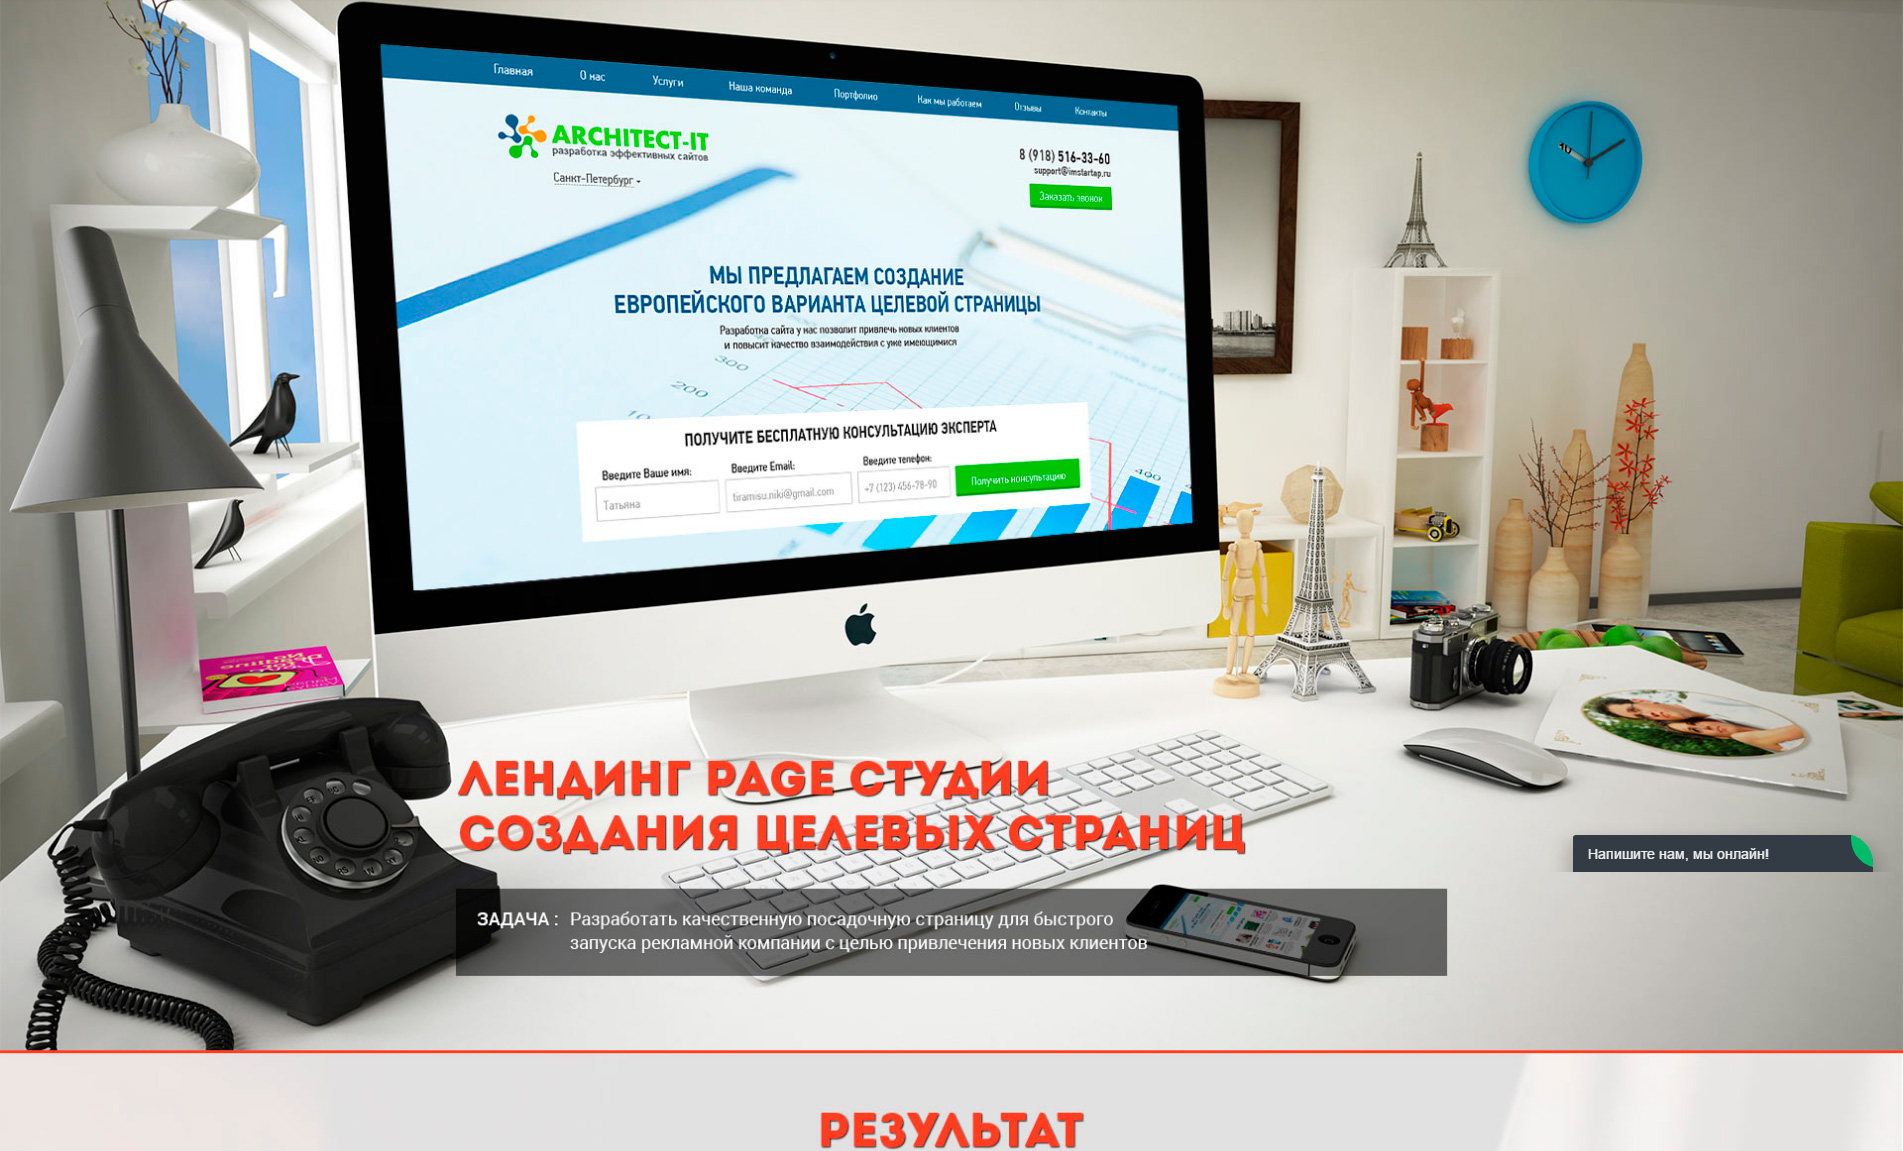 Главная О нас Услуги Наша команда Портфолио Как мы работаем Отзывы Контакты
ARCHITECT-IT
разработка эффективных сайтов
Санкт-Петербург
8 (918) 516-33-60
support@imstartap.ru
Заказать звонок
МЫ ПРЕДЛАГАЕМ СОЗДАНИЕ
ЕВРОПЕЙСКОГО ВАРИАНТА ЦЕЛЕВОЙ СТРАНИЦЫ
Разработка сайта у нас позволит привлечь новых клиентов
и повысит качество взаимодействия с уже имеющимися
300
200
400
ПОЛУЧИТЕ БЕСПЛАТНУЮ КОНСУЛЬТАЦИЮ ЭКСПЕРТА
Введите Ваше имя: Введите Email: Введите телефон:
Татьяна tiramisu.niki@gmail.com +7 (123) 456-78-90 Получить консультацию
10
ЛЕНДИНГ PAGE СТУДИИ
СОЗДАНИЯ ЦЕЛЕВЫХ СТРАНИЦ
Напишите нам, мы онлайн!
ЗАДАЧА : Разработать качественную посадочную страницу для быстрого
запуска рекламной компании с целью привлечения новых клиентов
РЕЗУЛЬТАТ